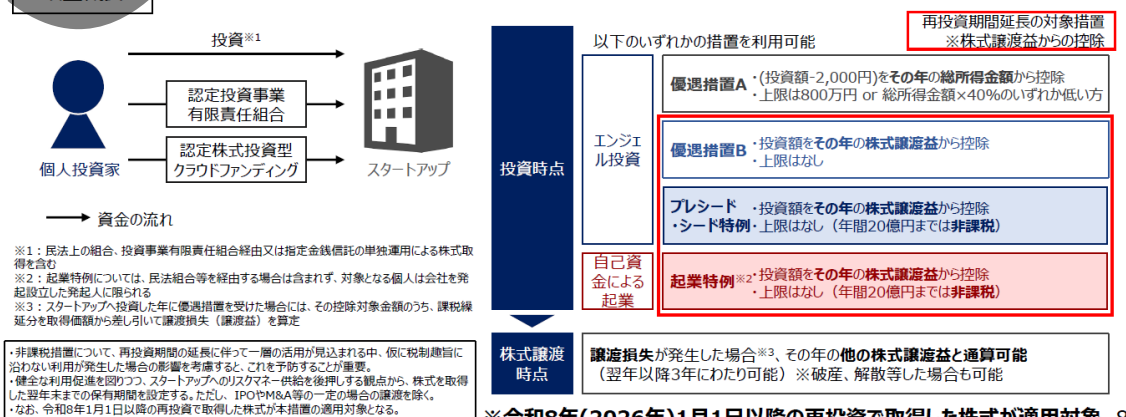 投資※1
認定投資事業
有限責任組合
認定株式投資型
クラウドファンディング
個人投資家
スタートアップ
資金の流れ
※1：民法上の組合、投資事業有限責任組合経由又は指定金銭信託の単独運用による株式取
得を含む
※2：起業特例については、民法組合等を経由する場合は含まれず、対象となる個人は会社を発
起設立した発起人に限られる
※3：スタートアップへ投資した年に優遇措置を受けた場合には、その控除対象金額のうち、課税繰
延分を取得価額から差し引いて譲渡損失（譲渡益）を算定
・非課税措置について、再投資期間の延長に伴って一層の活用が見込まれる中、仮に税制趣旨に
沿わない利用が発生した場合の影響を考慮すると、これを予防することが重要。
・健全な利用促進を図りつつ、スタートアップへのリスクマネー供給を後押しする観点から、株式を取得
した翌年末までの保有期間を設定する。ただし、IPOやM&A等の一定の場合の譲渡を除く。
・なお、令和8年1月1日以降の再投資で取得した株式が本措置の適用対象となる。
再投資期間延長の対象措置
※株式譲渡益からの控除
以下のいずれかの措置を利用可能
投資時点
エンジェ
ル投資
優遇措置A
・(投資額-2,000円)をその年の総所得金額から控除
・上限は800万円 or 総所得金額×40%のいずれか低い方
優遇措置B
・投資額をその年の株式譲渡益から控除
・上限はなし
プレシード
・シード特例
・投資額をその年の株式譲渡益から控除
・上限はなし（年間20億円までは非課税）
自己資
金による
起業
起業特例※2
・投資額をその年の株式譲渡益から控除
・上限はなし（年間20億円までは非課税）
株式譲渡
時点
譲渡損失が発生した場合※3、その年の他の株式譲渡益と通算可能
（翌年以降3年にわたり可能）※破産、解散等した場合も可能
※令和8年(2026年)1月1日以降の再投資で取得した株式が適用対象